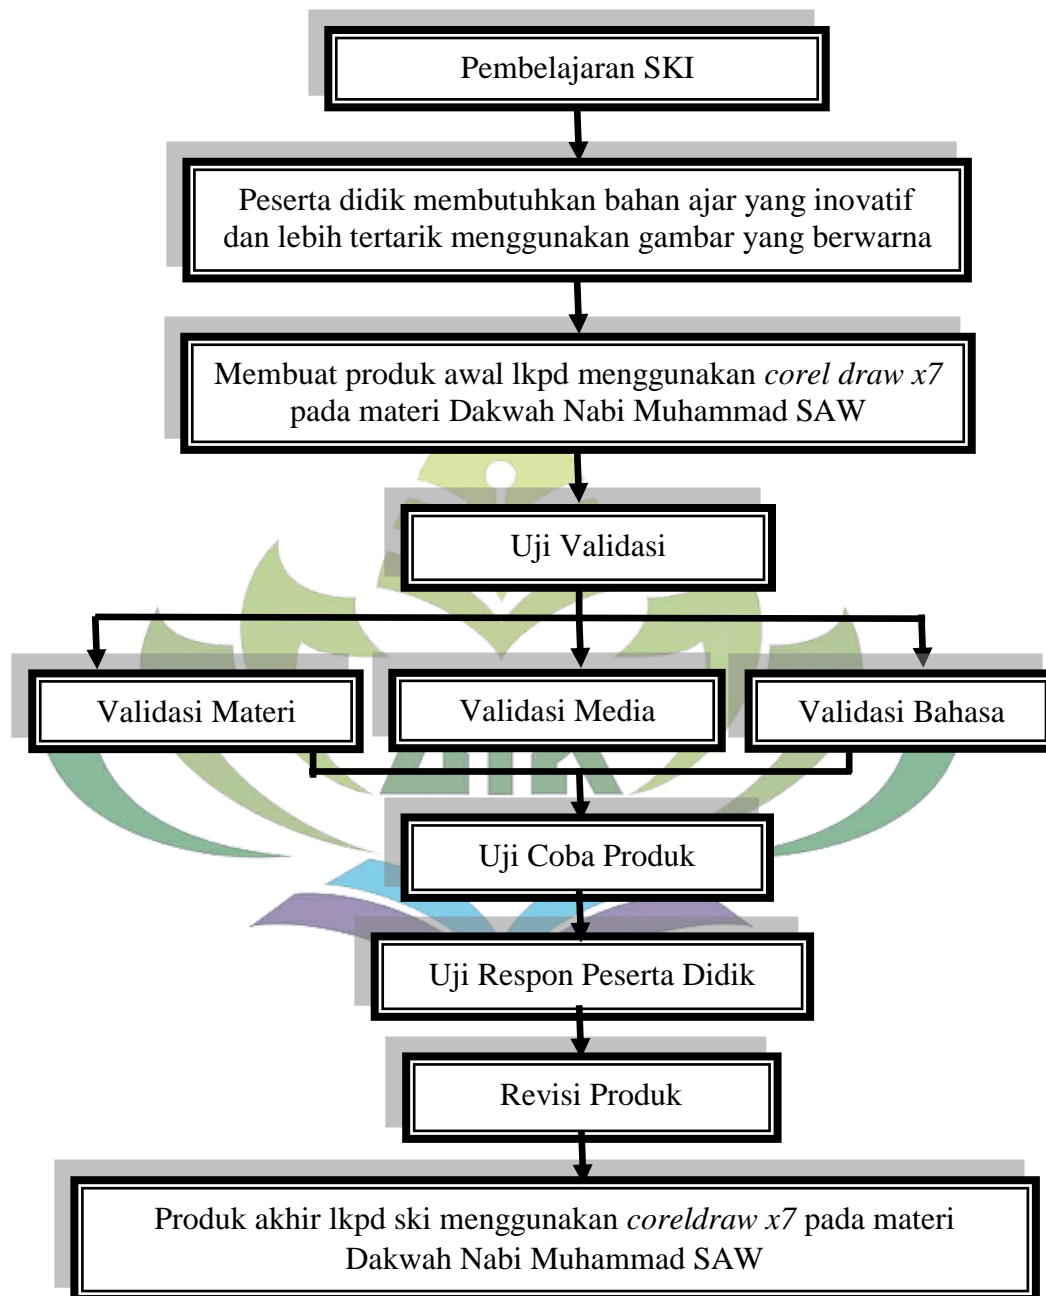 Pembelajaran SKI
Peserta didik membutuhkan bahan ajar yang inovatif
dan lebih tertarik menggunakan gambar yang berwarna
Membuat produk awal lkpd menggunakan corel draw x7
pada materi Dakwah Nabi Muhammad SAW
Uji Validasi
Validasi Materi
Validasi Media
Validasi Bahasa
Uji Coba Produk
Uji Respon Peserta Didik
Revisi Produk
Produk akhir lkpd ski menggunakan coreldraw x7 pada materi
Dakwah Nabi Muhammad SAW